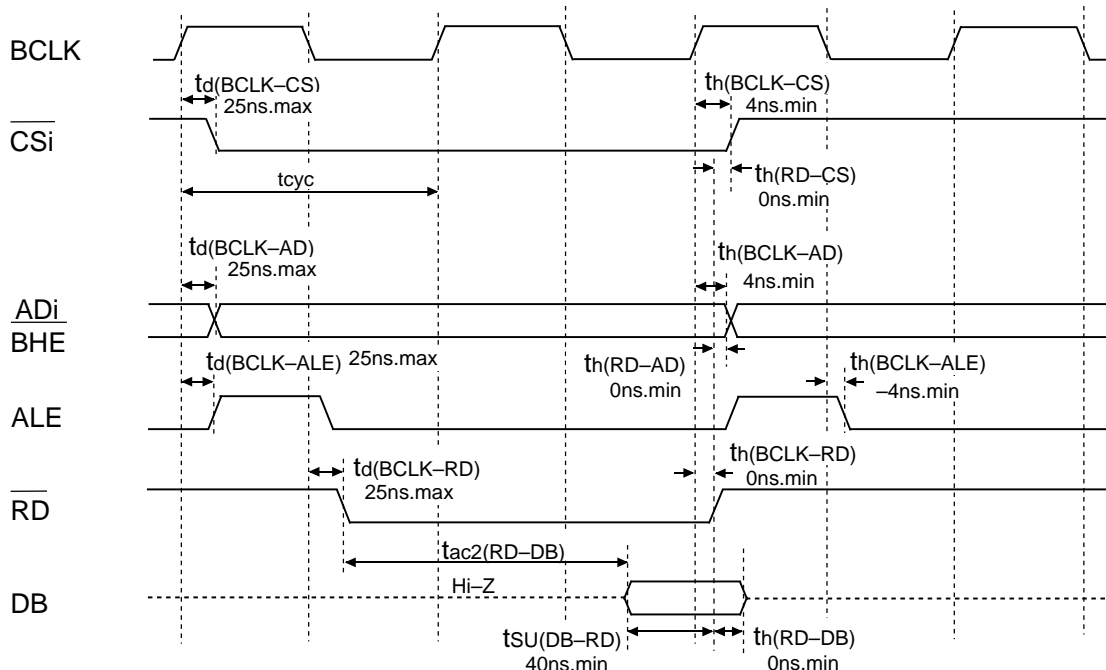 BCLK
td(BCLK–CS)
25ns.max
th(BCLK–CS)
4ns.min
CSi
tcyc
th(RD–CS)
0ns.min
td(BCLK–AD)
25ns.max
th(BCLK–AD)
4ns.min
ADi
BHE
td(BCLK–ALE) 25ns.max
th(RD–AD)
0ns.min
th(BCLK–ALE)
–4ns.min
ALE
td(BCLK–RD)
25ns.max
th(BCLK–RD)
0ns.min
RD
tac2(RD–DB)
Hi–Z
DB
tSU(DB–RD)
40ns.min
th(RD–DB)
0ns.min